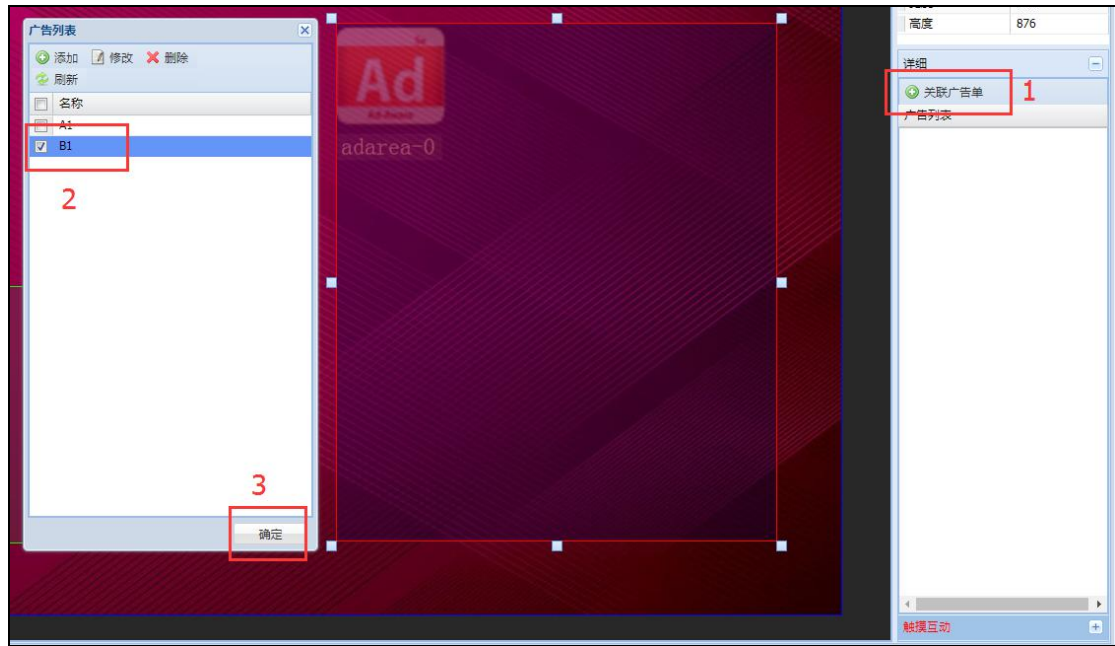 广告列表
添加 修改 删除
刷新
名称
A1
B1
2
3
确定
Ad
adarea-0
高度 876
详细
关联广告单
1
广告列表
触摸互动